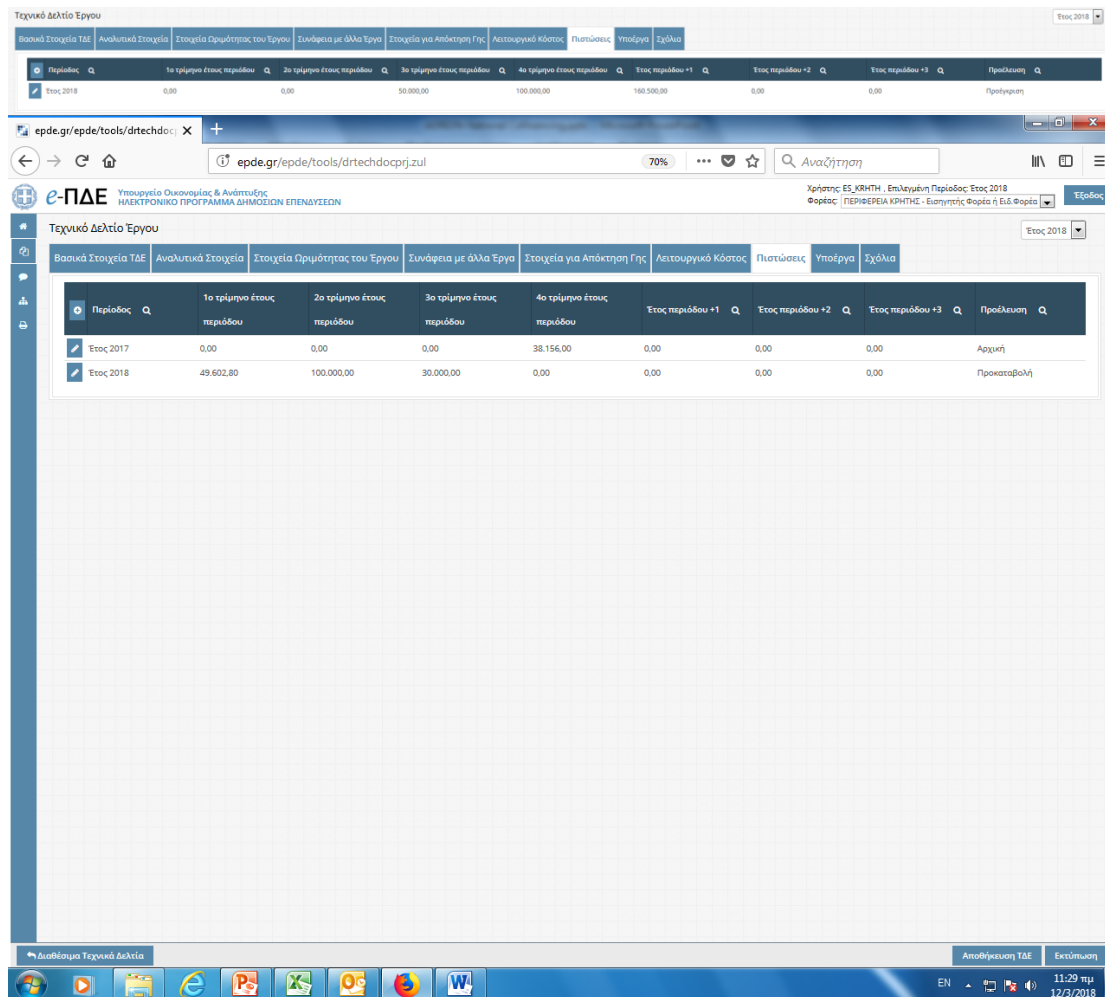 Τεχνικό Δελτίο Έργου
Έτος 2018
Βασικά Στοιχεία ΤΔΕ Αναλυτικά Στοιχεία Στοιχεία Ωριμότητας του Έργου Συνάφεια με άλλα Έργα Στοιχεία για Απόκτηση Γης Λειτουργικό Κόστος Πιστώσεις Υποέργα Σχόλια
Περίοδος 1ο τρίμηνο έτους περιόδου 2ο τρίμηνο έτους περιόδου 3ο τρίμηνο έτους περιόδου 4ο τρίμηνο έτους περιόδου Έτος περιόδου +1 Έτος περιόδου +2 Έτος περιόδου +3 Προέλευση
Έτος 2018 0,00 0,00 50.000,00 100.000,00 160.500,00 0,00 0,00 Προέγκριση
epde.gr/epde/tools/drtechdocp
epde.gr/epde/tools/drtechdocprj.zul 70% Αναζήτηση
e-ΠΔΕ Υπουργείο Οικονομίας & Ανάπτυξης
ΗΛΕΚΤΡΟΝΙΚΟ ΠΡΟΓΡΑΜΜΑ ΔΗΜΟΣΙΩΝ ΕΠΕΝΔΥΣΕΩΝ
Χρήστης: ES_KRHTH , Επιλεγμένη Περίοδος: Έτος 2018
Φορέας: ΠΕΡΙΦΕΡΕΙΑ ΚΡΗΤΗΣ - Εισηγητής Φορέα ή Ειδ.Φορέα Έξοδος
Τεχνικό Δελτίο Έργου
Έτος 2018
Βασικά Στοιχεία ΤΔΕ Αναλυτικά Στοιχεία Στοιχεία Ωριμότητας του Έργου Συνάφεια με άλλα Έργα Στοιχεία για Απόκτηση Γης Λειτουργικό Κόστος Πιστώσεις Υποέργα Σχόλια
Περίοδος 1ο τρίμηνο έτους περιόδου 2ο τρίμηνο έτους περιόδου 3ο τρίμηνο έτους περιόδου 4ο τρίμηνο έτους περιόδου Έτος περιόδου +1 Έτος περιόδου +2 Έτος περιόδου +3 Προέλευση
Έτος 2017 0,00 0,00 0,00 38.156,00 0,00 0,00 0,00 Αρχική
Έτος 2018 49.602,80 100.000,00 30.000,00 0,00 0,00 0,00 0,00 Προκαταβολή
Διαθέσιμα Τεχνικά Δελτία Αποθήκευση ΤΔΕ Εκτύπωση
EN 11:29 πμ
12/3/2018